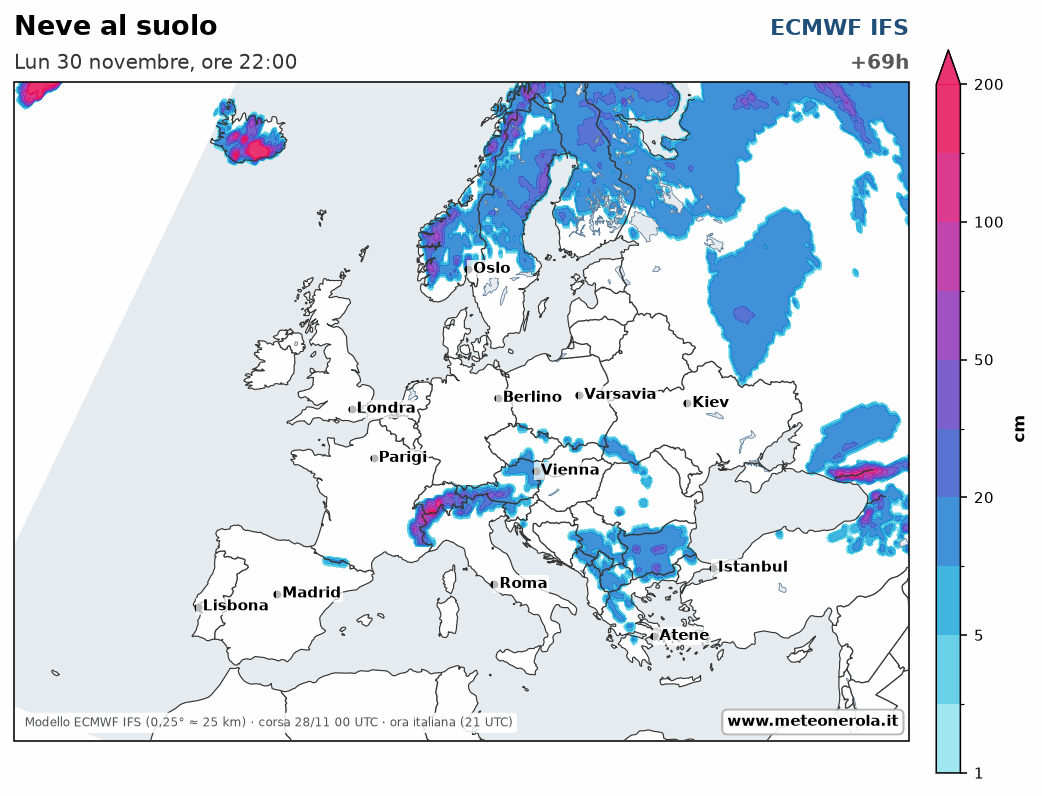 Neve al suolo
ECMWF IFS
Lun 30 novembre, ore 22:00
+69h
200
100
50
20
5
1
cm
Oslo
Berlino
Varsavia
Kiev
Londra
Parigi
Vienna
Istanbul
Roma
Madrid
Lisbona
Atene
Modello ECMWF IFS (0,25° ≈ 25 km) · corsa 28/11 00 UTC · ora italiana (21 UTC)
www.meteonerola.it